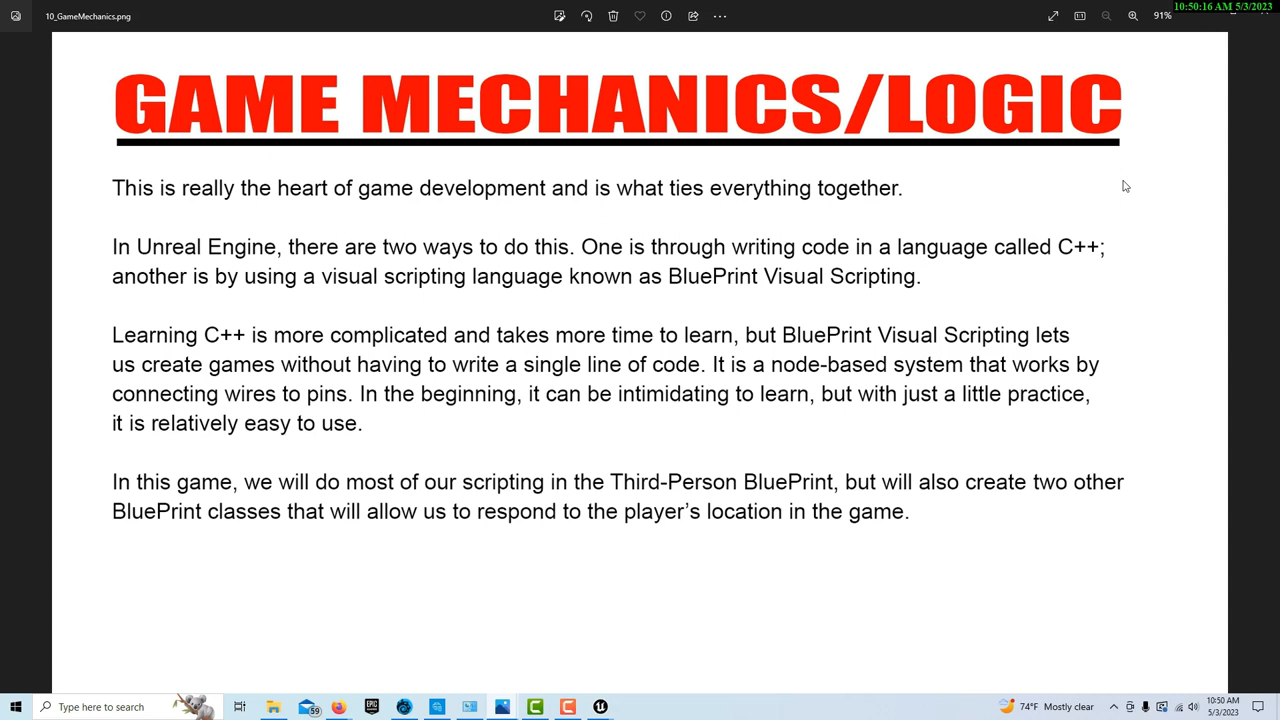 10_GameMechanics.png
91%
10:50:16 AM 5/3/2023
GAME MECHANICS/LOGIC
This is really the heart of game development and is what ties everything together.
In Unreal Engine, there are two ways to do this. One is through writing code in a language called C++;
another is by using a visual scripting language known as BluePrint Visual Scripting.
Learning C++ is more complicated and takes more time to learn, but BluePrint Visual Scripting lets
us create games without having to write a single line of code. It is a node-based system that works by
connecting wires to pins. In the beginning, it can be intimidating to learn, but with just a little practice,
it is relatively easy to use.
In this game, we will do most of our scripting in the Third-Person BluePrint, but will also create two other
BluePrint classes that will allow us to respond to the player's location in the game.
Type here to search
59
EPIC
74°F Mostly clear
10:50 AM
5/3/2023